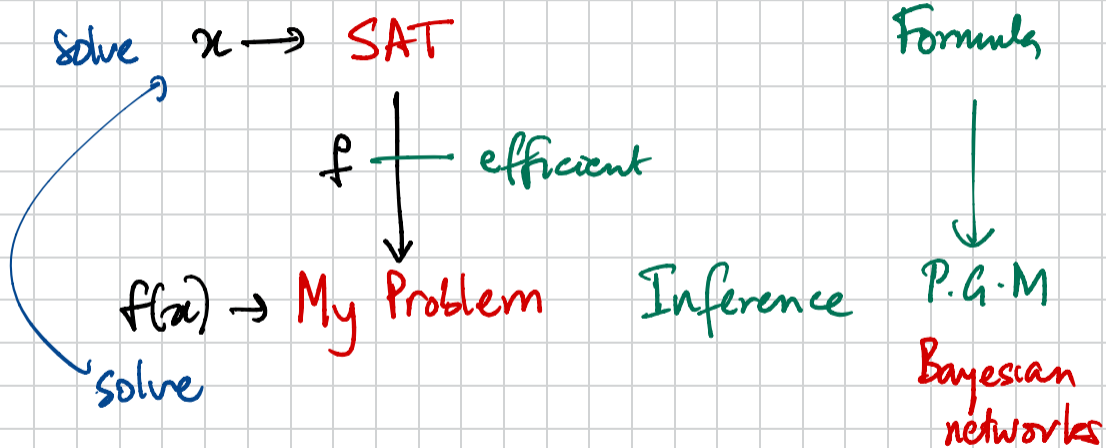 solve x → SAT
Formula
f efficient
f(x) → My Problem
Inference P.G.M
solve
Bayesian
networks